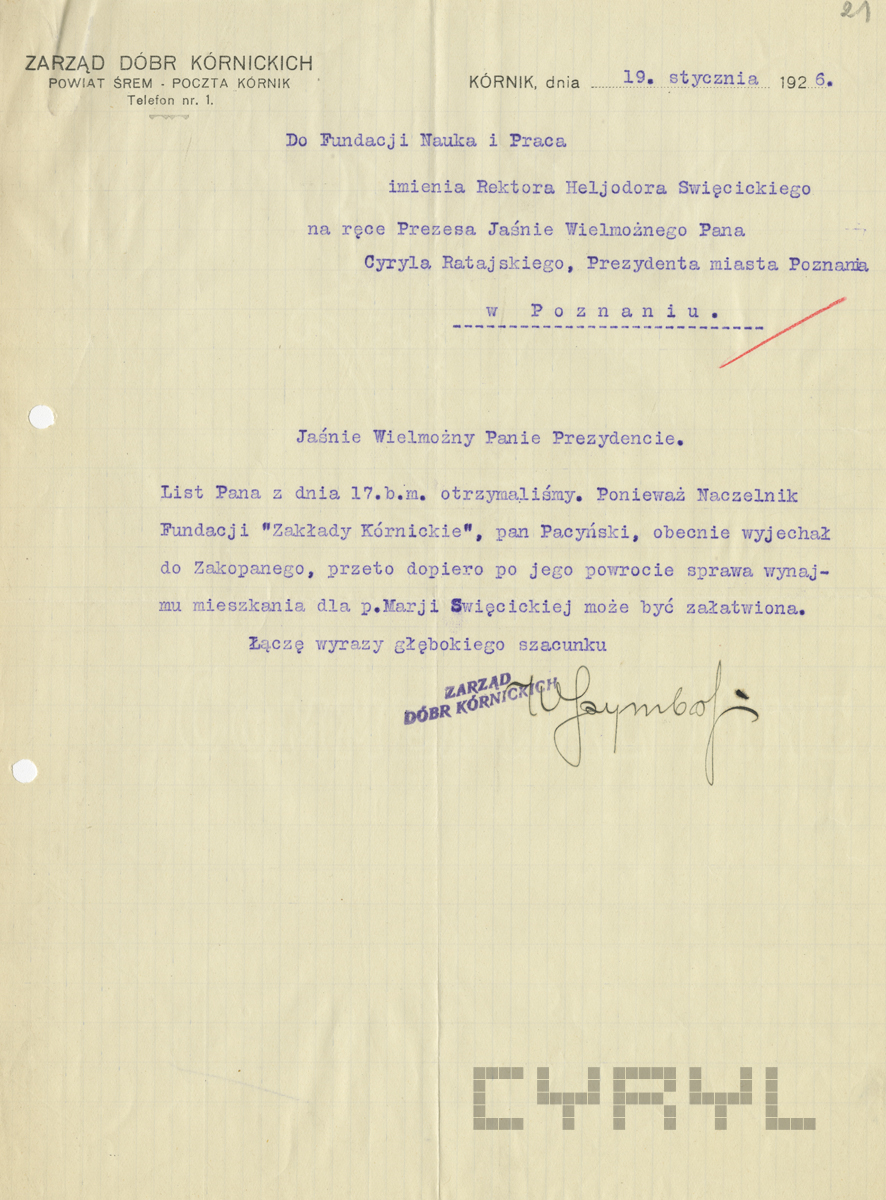 21
ZARZĄD DÓBR KÓRNICKICH
POWIAT ŚREM - POCZTA KÓRNIK
Telefon nr. 1.
KÓRNIK, dnia 19. stycznia 1926.
Do Fundacji Nauka i Praca
imienia Rektora Heljodora Swięcickiego
na ręce Prezesa Jaśnie Wielmożnego Pana
Cyryla Ratajskiego, Prezydenta miasta Poznania
w Poznaniu.
Jaśnie Wielmożny Panie Prezydencie.
List Pana z dnia 17.b.m. otrzymaliśmy. Ponieważ Naczelnik
Fundacji "Zakłady Kórnickie", pan Pacyński, obecnie wyjechał
do Zakopanego, przeto dopiero po jego powrocie sprawa wynaj-
mu mieszkania dla p.Marji Swięcickiej może być załatwiona.
Łączę wyrazy głębokiego szacunku
ZARZĄD
DÓBR KÓRNICKICH
CYRYL